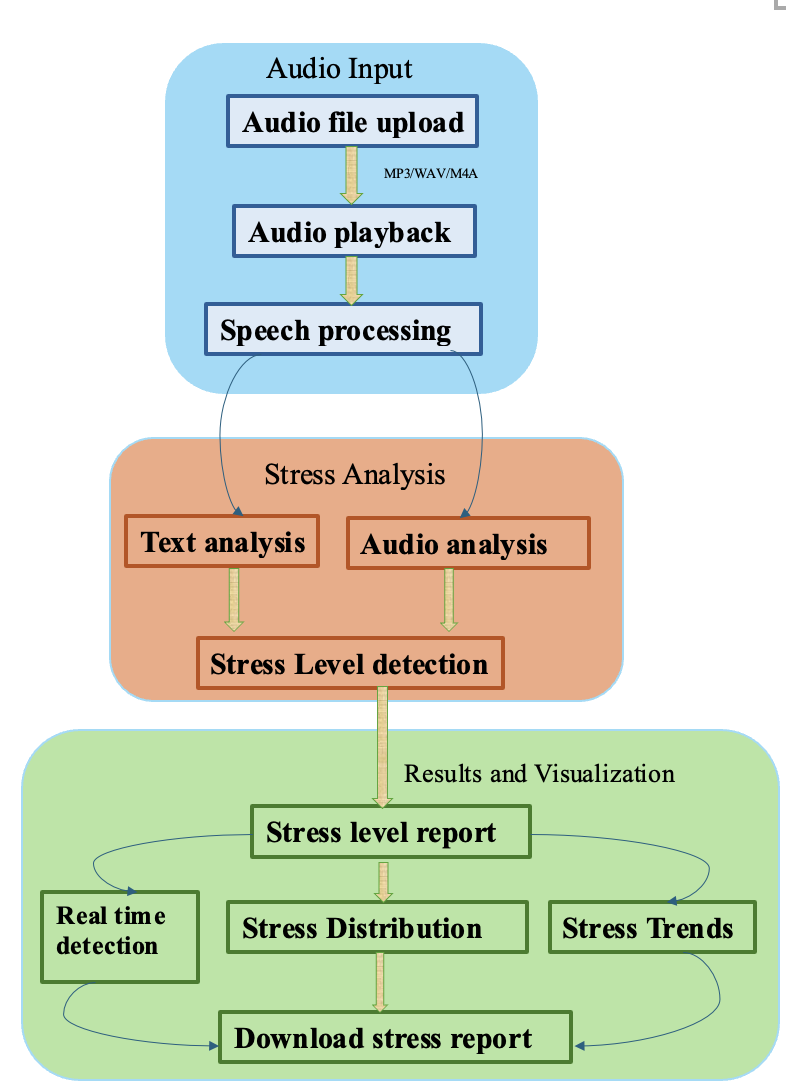 Audio Input
Audio file upload
MP3/WAV/M4A
Audio playback
Speech processing
Stress Analysis
Text analysis
Audio analysis
Stress Level detection
Results and Visualization
Stress level report
Real time
detection
Stress Distribution
Stress Trends
Download stress report